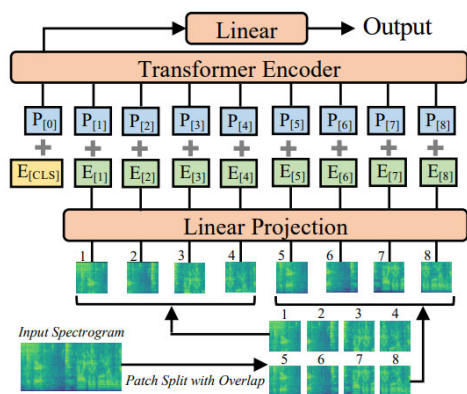 Linear
Output
Transformer Encoder
P[0] P[1] P[2] P[3] P[4] P[5] P[6] P[7] P[8]
+ + + + + + + + +
E[CLS] E[1] E[2] E[3] E[4] E[5] E[6] E[7] E[8]
Linear Projection
1 2 3 4 5 6 7 8
1 2 3 4
Input Spectrogram
5 6 7 8
Patch Split with Overlap